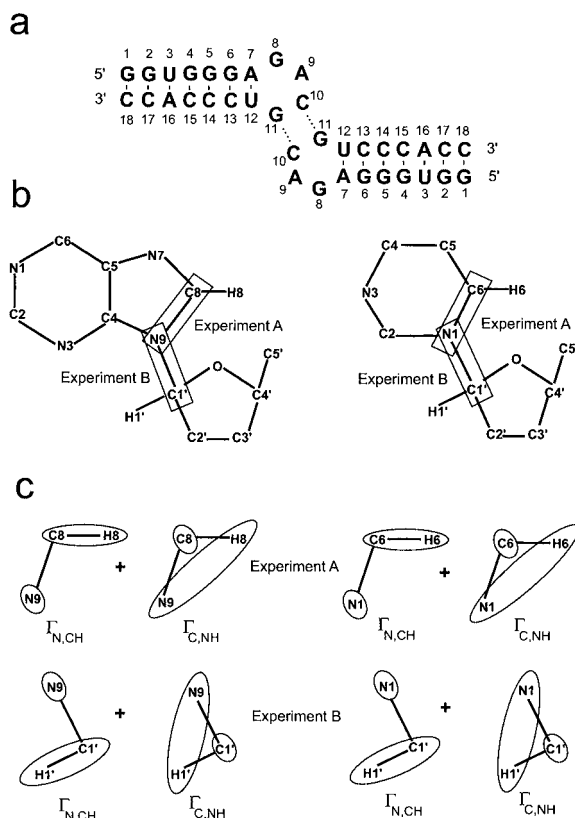 a
1 2 3 4 5 6 7 8 9
5' G G U G G G A G A
3' C C A C C C U G C 10
18 17 16 15 14 13 12 11
11 12 13 14 15 16 17 18
G U C C C A C C 3'
10 C A G G G U G G 5'
9 A G 7 6 5 4 3 2 1
8
b
C6 N7 C4 C5
N1 C5 C8 H8 N3 C6 H6
C2 Experiment A Experiment A
N3 C4 N9 C2 N1
Experiment B C5' Experiment B C5'
C1' O C4' C1' O C4'
H1' H1'
C2' C3' C2' C3'
c
C8 H8 C8 H8 C6 H6 C6 H6
+ Experiment A +
N9 N9 N1 N1
ΓN,CH ΓC,NH ΓN,CH ΓC,NH
N9 N9 N1 N1
+ Experiment B +
C1' C1' C1' C1'
H1' H1' H1' H1'
ΓN,CH ΓC,NH ΓN,CH ΓC,NH